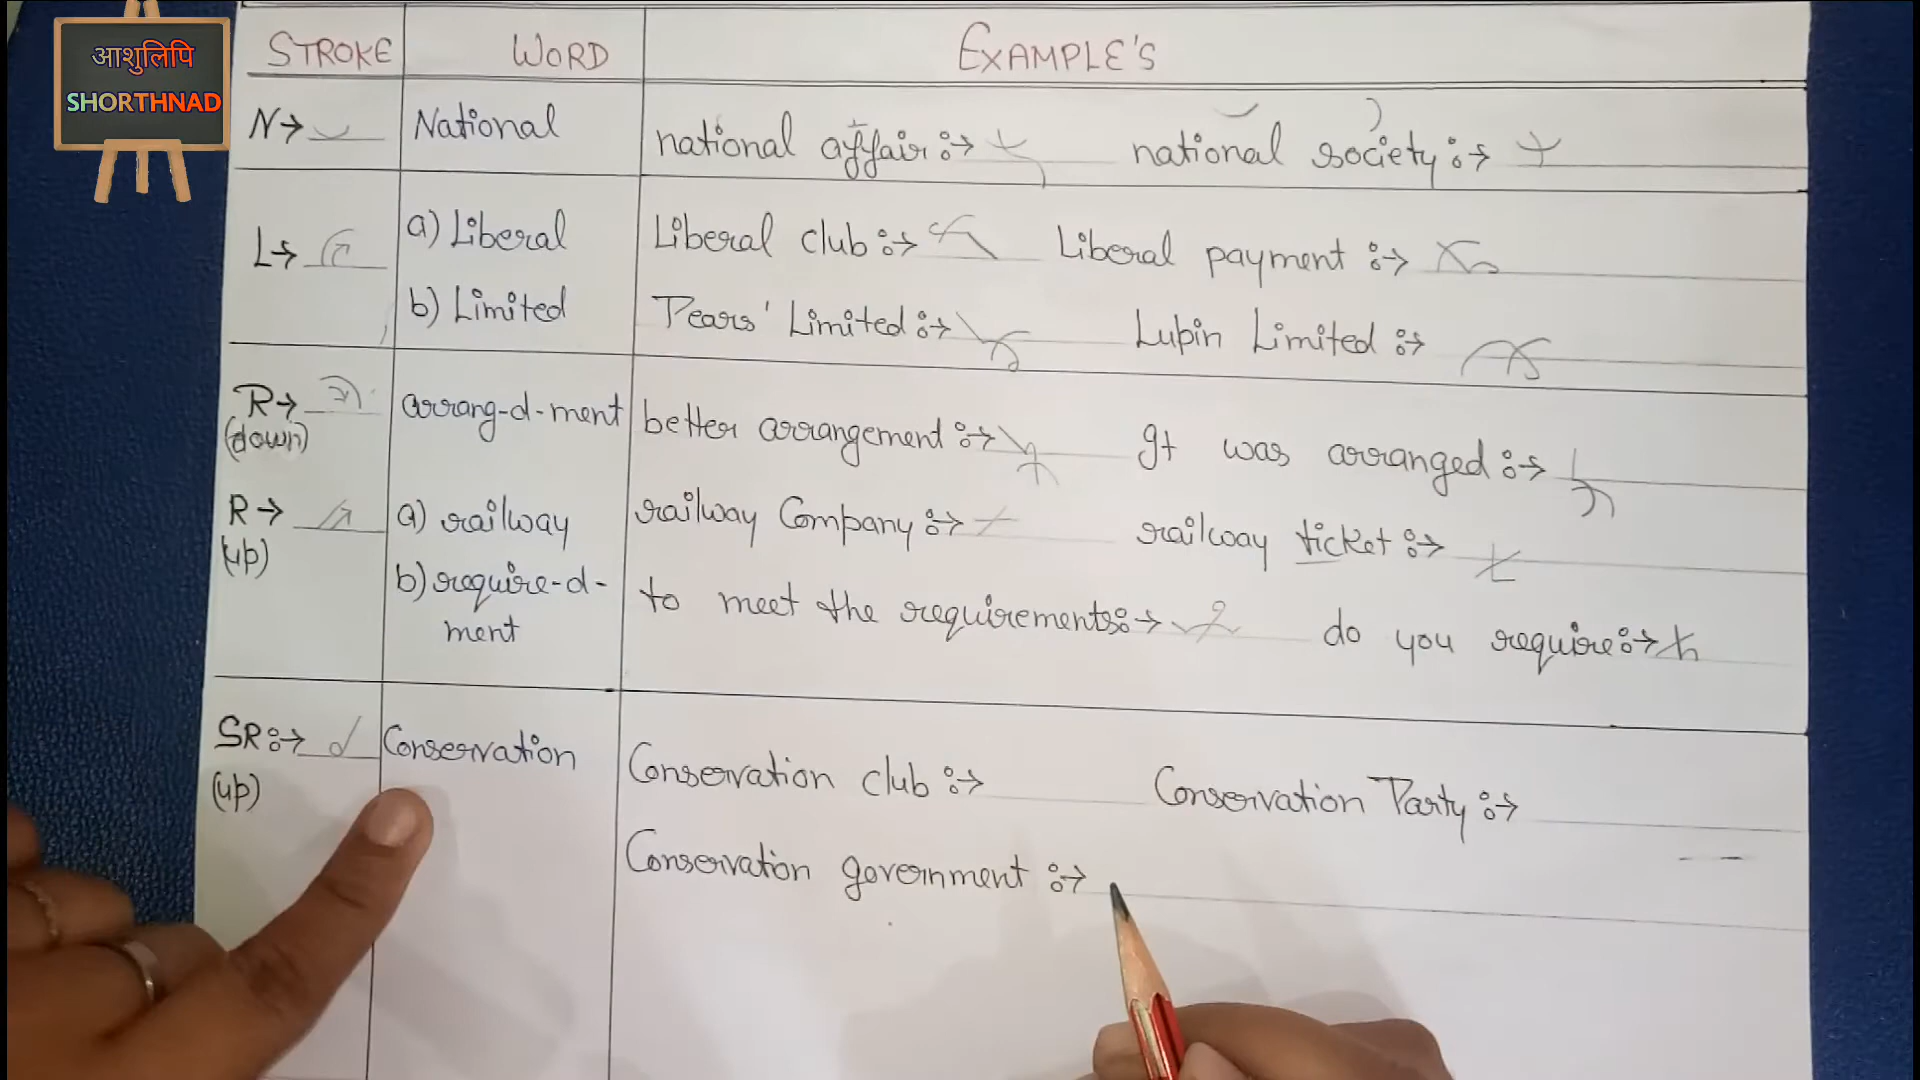 आशुलिपि
SHORTHNAD
STROKE WORD EXAMPLE'S
N→ National national affair:→ national society:→
L→ a) Liberal Liberal club:→ Liberal payment:→
b) Limited Pears' Limited:→ Lupin Limited:→
R→ (down) arrang-d-ment better arrangement:→ It was arranged:→
R→ (up) a) railway railway Company:→ railway ticket:→
b) require-d- to meet the requirements:→ do you require:→
ment
SR:→ (up) Conservation Conservation club:→ Conservation Party:→
Conservation government:→